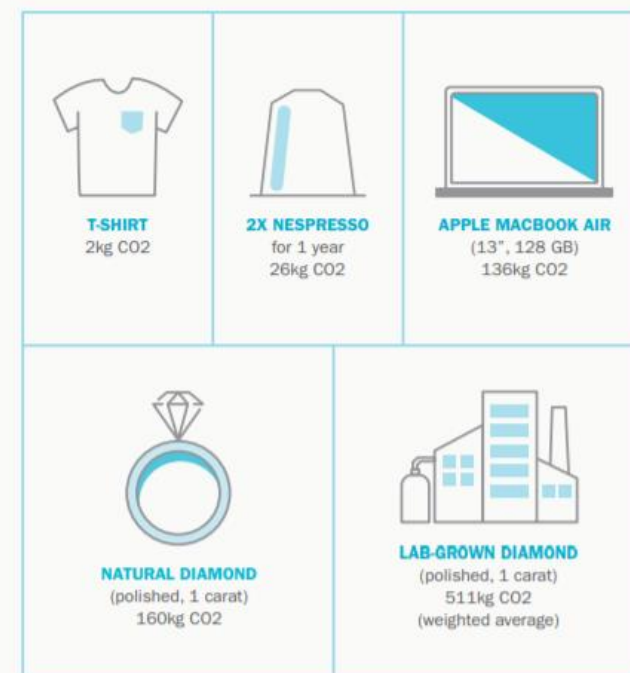 T-SHIRT
2kg CO2
2X NESPRESSO
for 1 year
26kg CO2
APPLE MACBOOK AIR
(13", 128 GB)
136kg CO2
NATURAL DIAMOND
(polished, 1 carat)
160kg CO2
LAB-GROWN DIAMOND
(polished, 1 carat)
511kg CO2
(weighted average)